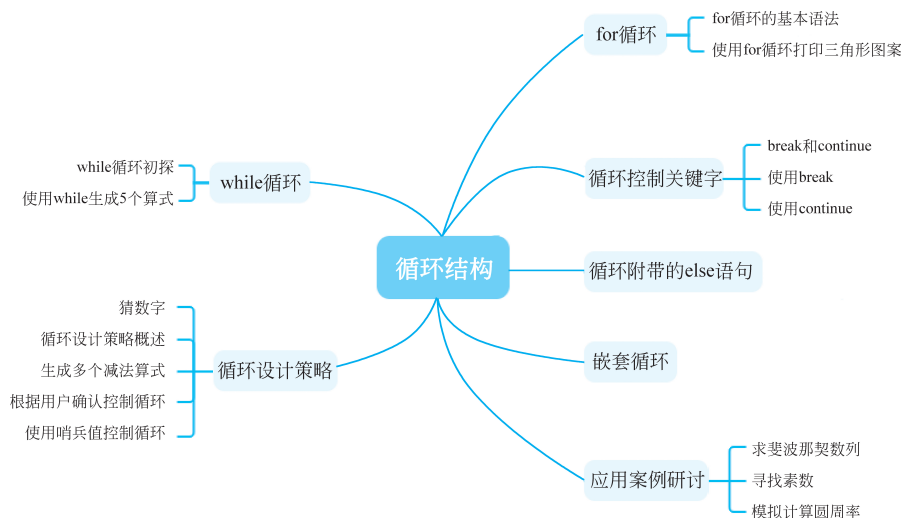 for循环
for循环的基本语法
使用for循环打印三角形图案
while循环初探
使用while生成5个算式
while循环
循环控制关键字
break和continue
使用break
使用continue
循环结构
循环附带的else语句
猜数字
循环设计策略概述
生成多个减法算式
根据用户确认控制循环
使用哨兵值控制循环
循环设计策略
嵌套循环
应用案例研讨
求斐波那契数列
寻找素数
模拟计算圆周率